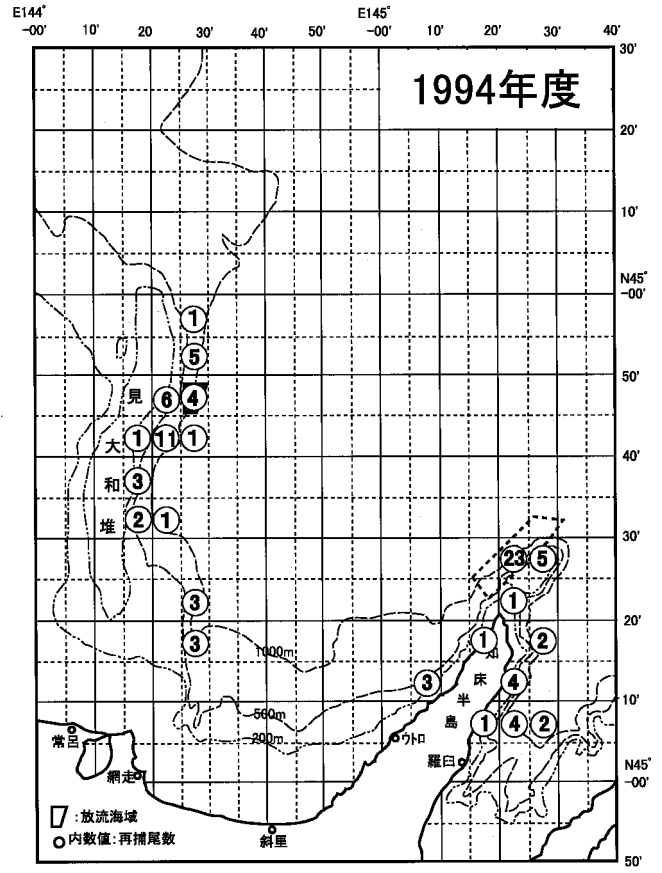 E144° E145°
-00′ 10′ 20′ 30′ 40′ 50′ -00′ 10′ 20′ 30′ 40′
30′
1994年度
20′
10′
N45°
-00′
1
5
50′
見 6 4
大 1 11 1
40′
和 3
堆 2 1
30′
23 5
2 1
20′
3 1 知 2
1000m
3 床 4
10′
500m 半
島 1 4 2
200m
常呂 ウトロ
羅臼 N45°
網走 -00′
:放流海域
内数値:再捕尾数
斜里
50′